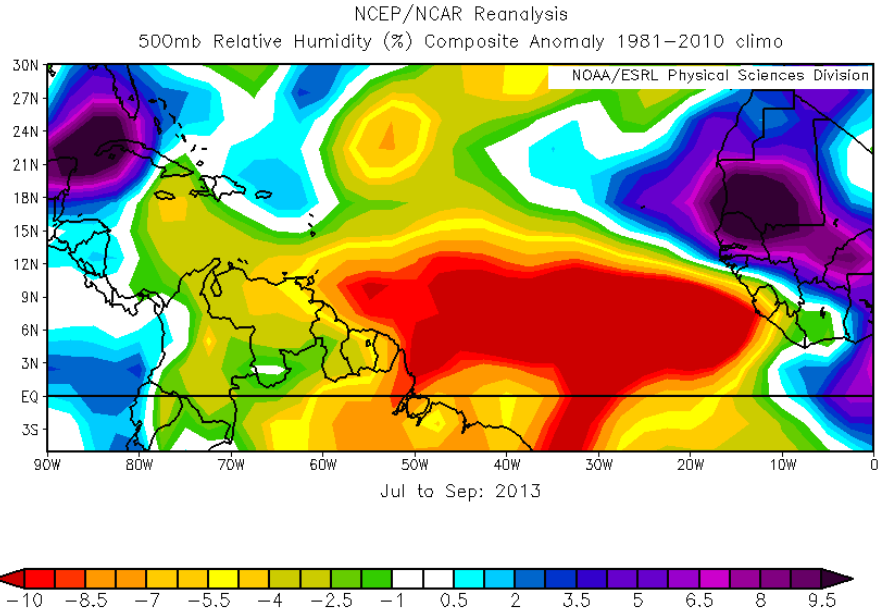 NCEP/NCAR Reanalysis
500mb Relative Humidity (%) Composite Anomaly 1981-2010 climo
NOAA/ESRL Physical Sciences Division
30N
27N
24N
21N
18N
15N
12N
9N
6N
3N
EQ
3S
90W 80W 70W 60W 50W 40W 30W 20W 10W 0
Jul to Sep: 2013
-10 -8.5 -7 -5.5 -4 -2.5 -1 0.5 2 3.5 5 6.5 8 9.5